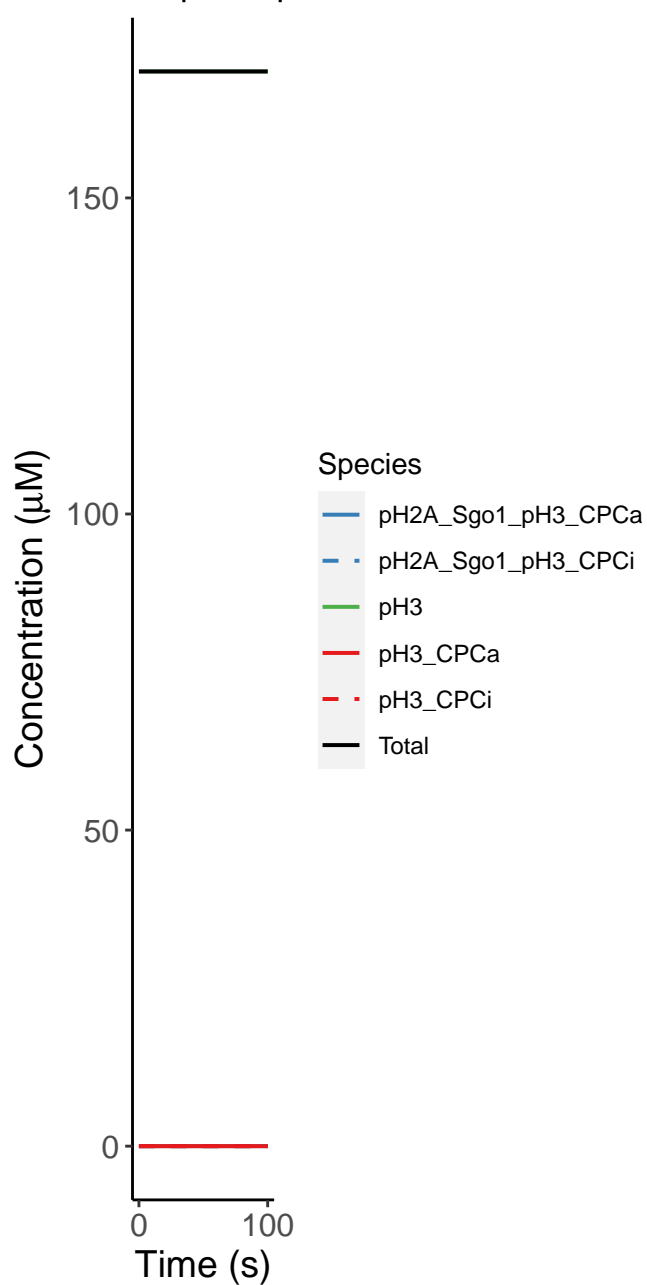 150
100
50
0
Concentration (μM)
0 100
Time (s)
Species
pH2A_Sgo1_pH3_CPCa
pH2A_Sgo1_pH3_CPCi
pH3
pH3_CPCa
pH3_CPCi
Total